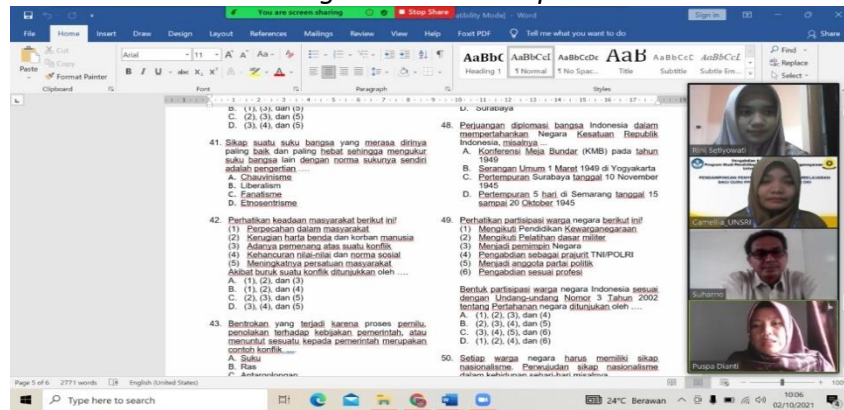 You are screen sharing
Stop Share
atibility Mode] - Word
Sign in
File Home Insert Draw Design Layout References Mailings Review View Help Foxit PDF Tell me what you want to do Share
Paste
Cut
Copy
Format Painter
Clipboard
Arial 11
Font
Paragraph
AaBbC AaBbCcI AaBbCcDc AaB AaBbCcC AaBbCcL
Heading 1 ¶ Normal ¶ No Spac... Title Subtitle Subtle Em...
Styles
Find
Replace
Select
B. (1), (3), dan (5)
C. (2), (3), dan (5)
D. (3), (4), dan (5)
41. Sikap suatu suku bangsa yang merasa dirinya
paling baik dan paling hebat sehingga mengukur
suku bangsa lain dengan norma sukunya sendiri
adalah pengertian ....
A. Chauvinisme
B. Liberalism
C. Fanatisme
D. Etnosentrisme
42. Perhatikan keadaan masyarakat berikut ini!
(1) Perpecahan dalam masyarakat
(2) Kerugian harta benda dan korban manusia
(3) Adanya pemenang atas suatu konflik
(4) Kehancuran nilai-nilai dan norma sosial
(5) Meningkatnya persatuan masyarakat
Akibat buruk suatu konflik ditunjukkan oleh ....
A. (1), (2), dan (3)
B. (1), (2), dan (4)
C. (2), (3), dan (5)
D. (3), (4), dan (5)
43. Bentrokan yang terjadi karena proses pemilu,
penolakan terhadap kebijakan pemerintah, atau
menuntut sesuatu kepada pemerintah merupakan
contoh konflik ....
A. Suku
B. Ras
C. Antargolongan
D. Surabaya
48. Perjuangan diplomasi bangsa Indonesia dalam
mempertahankan Negara Kesatuan Republik
Indonesia, misalnya ...
A. Konferensi Meja Bundar (KMB) pada tahun
1949
B. Serangan Umum 1 Maret 1949 di Yogyakarta
C. Pertempuran Surabaya tanggal 10 November
1945
D. Pertempuran 5 hari di Semarang tanggal 15
sampai 20 Oktober 1945
49. Perhatikan partisipasi warga negara berikut ini!
(1) Mengikuti Pendidikan Kewarganegaraan
(2) Mengikuti Pelatihan dasar militer
(3) Menjadi pemimpin Negara
(4) Pengabdian sebagai prajurit TNI/POLRI
(5) Menjadi anggota partai politik
(6) Pengabdian sesuai profesi
Bentuk partisipasi warga negara Indonesia sesuai
dengan Undang-undang Nomor 3 Tahun 2002
tentang Pertahanan negara ditunjukan oleh ....
A. (1), (2), (3), dan (4)
B. (2), (3), (4), dan (5)
C. (3), (4), (5), dan (6)
D. (1), (2), (4), dan (6)
50. Setiap warga negara harus memiliki sikap
nasionalisme. Perwujudan sikap nasionalisme
dalam kehidupan sehari-hari misalnya
Rini Setiyowati
Camellia_UNSRI
Suharno
Puspa Dianti
Page 5 of 6 2771 words English (United States)
Type here to search
24°C Berawan
10:06
02/10/2021